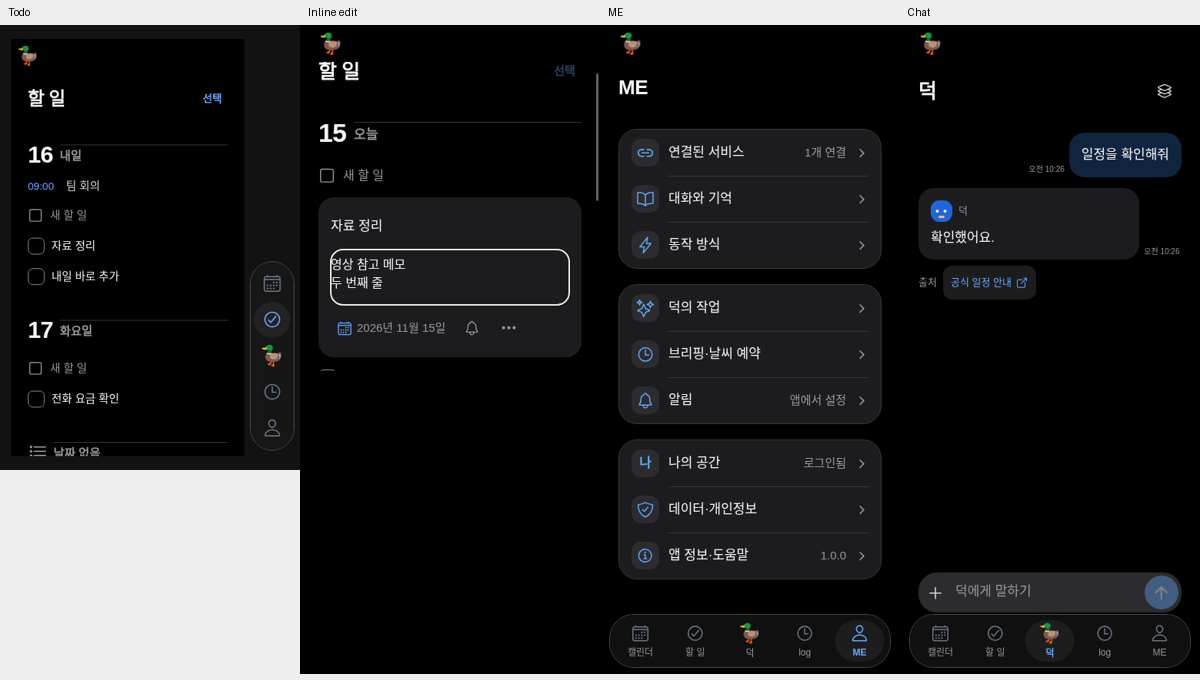 Todo
할 일
선택
16 내일
09:00 팀 회의
새 할 일
자료 정리
내일 바로 추가
17 화요일
새 할 일
전화 요금 확인
날짜 없음
Inline edit
할 일
선택
15 오늘
새 할 일
자료 정리
영상 참고 메모
두 번째 줄
2026년 11월 15일
ME
ME
연결된 서비스 1개 연결
대화와 기억
동작 방식
덕의 작업
브리핑·날씨 예약
알림 앱에서 설정
나 나의 공간 로그인됨
데이터·개인정보
앱 정보·도움말 1.0.0
캘린더 할 일 덕 log ME
Chat
덕
일정을 확인해줘
오전 10:26
덕
확인했어요.
오전 10:26
출처 공식 일정 안내
덕에게 말하기
캘린더 할 일 덕 log ME